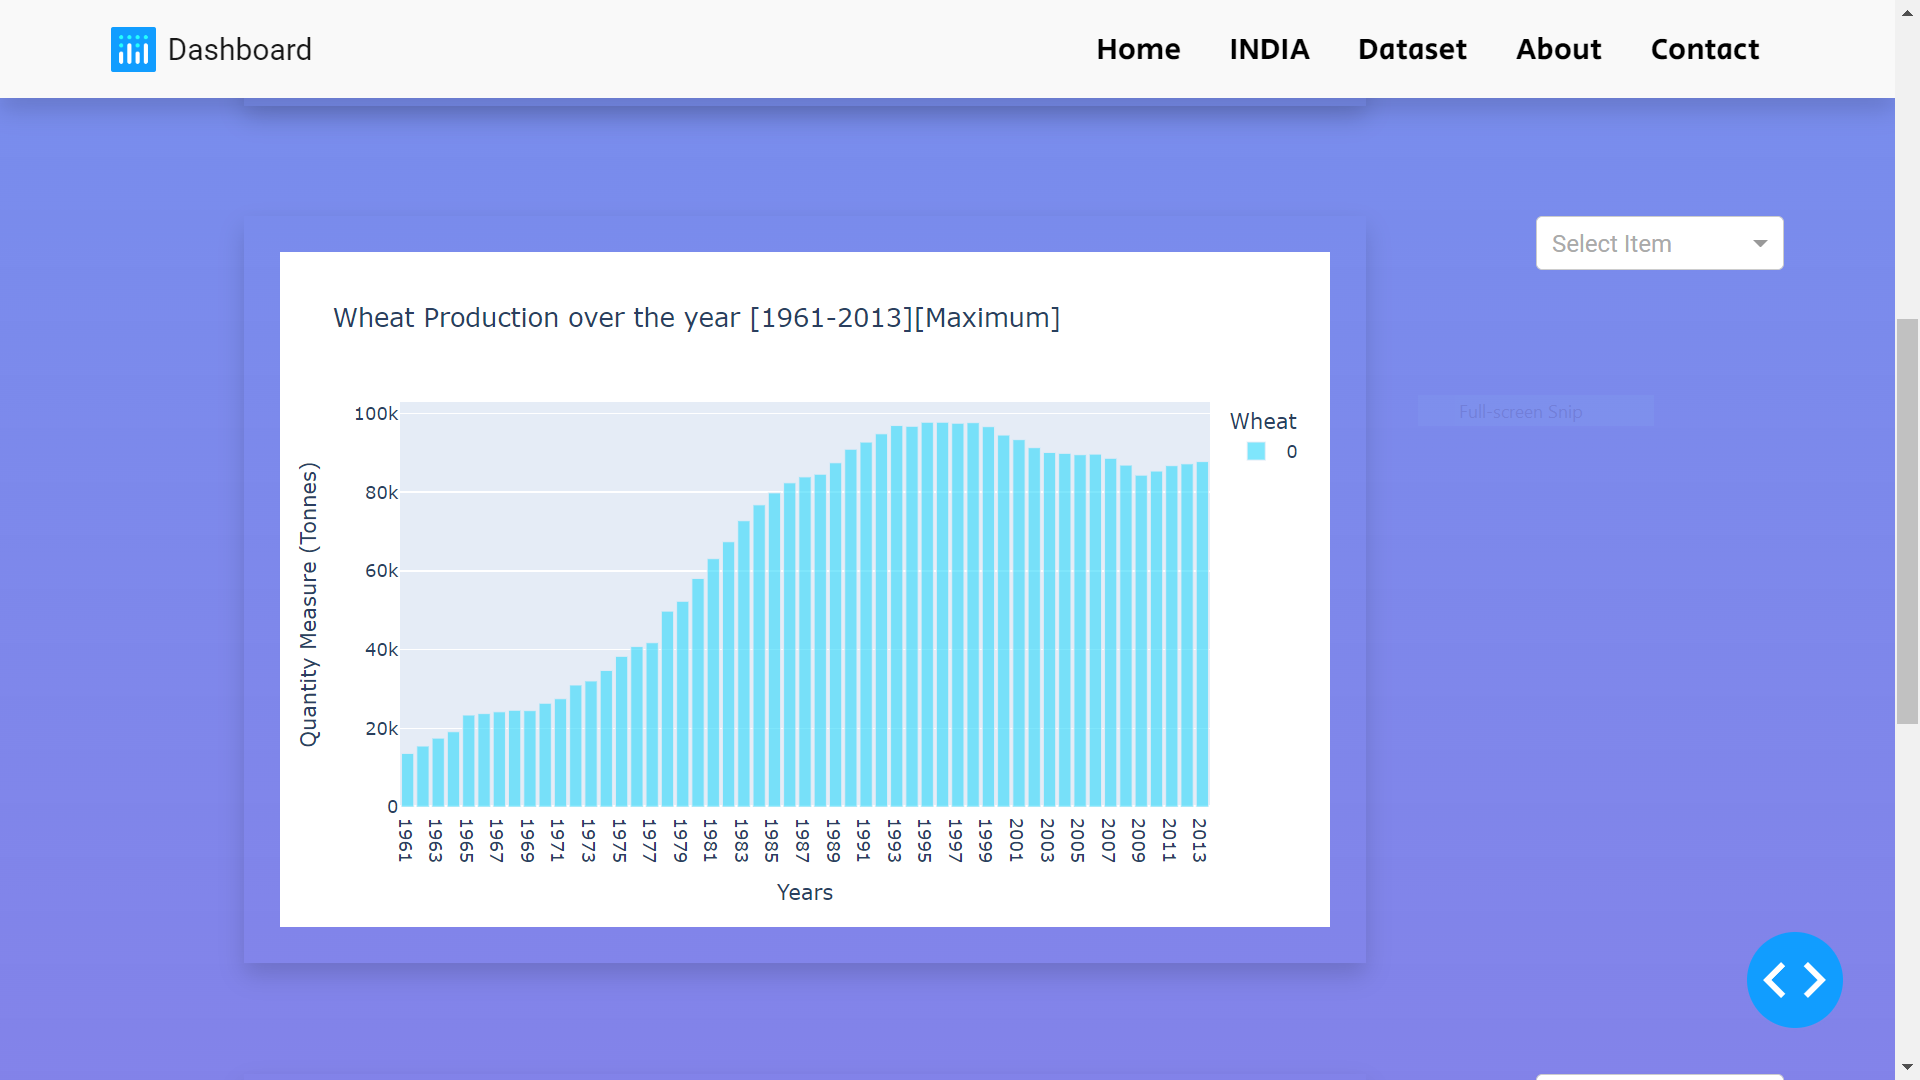 Dashboard
Home INDIA Dataset About Contact
Select Item
Wheat Production over the year [1961-2013][Maximum]
Full-screen Snip
100k
80k
60k
40k
20k
0
Quantity Measure (Tonnes)
Wheat
0
1961 1963 1965 1967 1969 1971 1973 1975 1977 1979 1981 1983 1985 1987 1989 1991 1993 1995 1997 1999 2001 2003 2005 2007 2009 2011 2013
Years